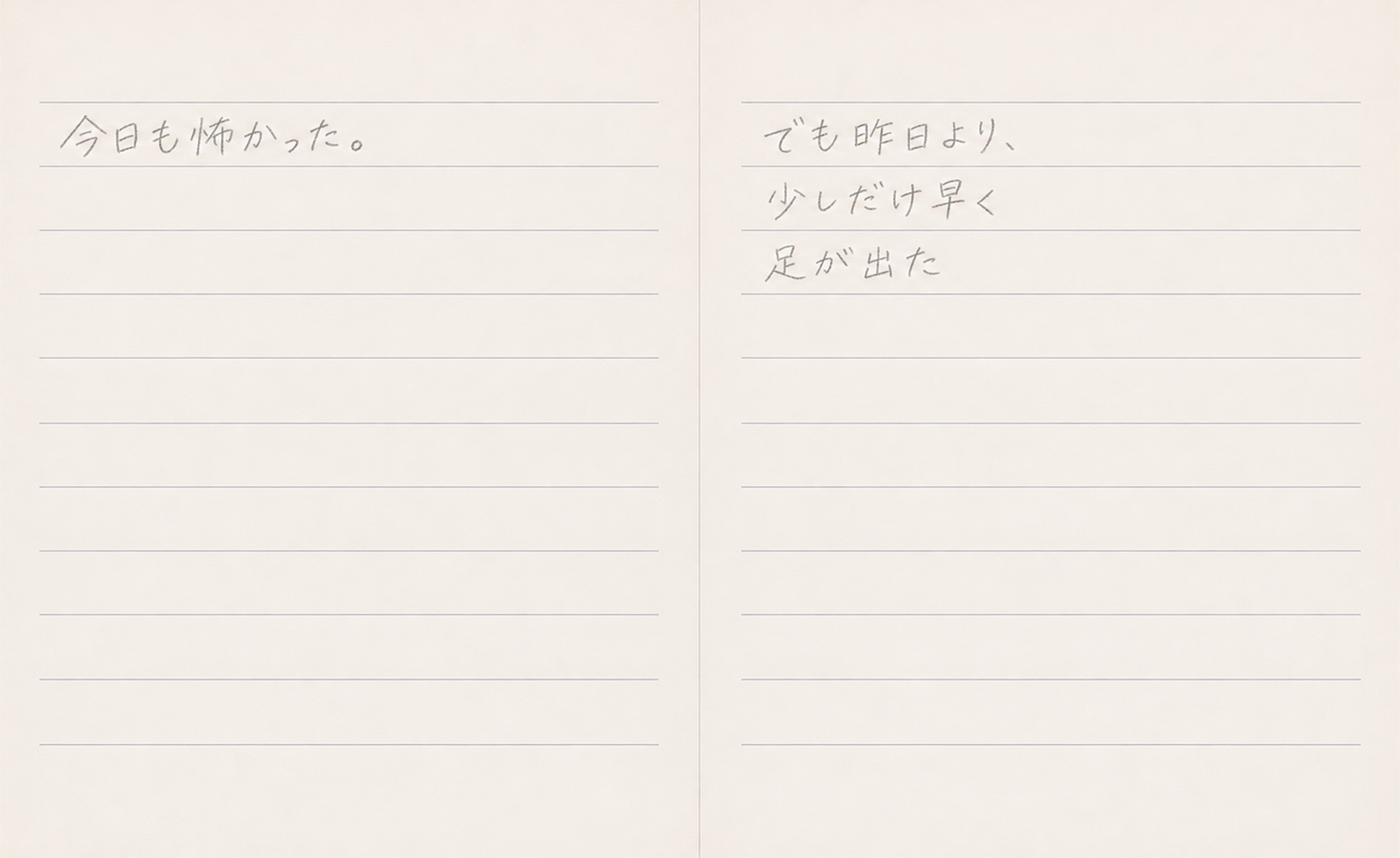 今日も怖かった。
でも昨日より、
少しだけ早く
足が出た